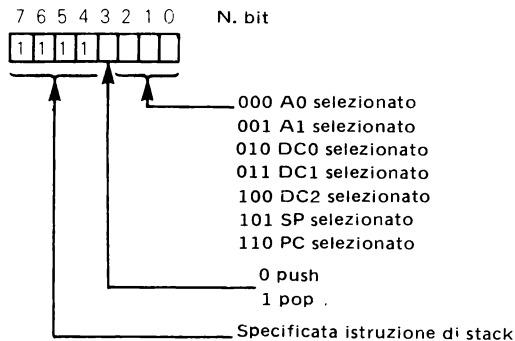 7 6 5 4 3 2 1 0 N. bit
1 1 1 1
000 A0 selezionato
001 A1 selezionato
010 DC0 selezionato
011 DC1 selezionato
100 DC2 selezionato
101 SP selezionato
110 PC selezionato
0 push
1 pop .
Specificata istruzione di stack